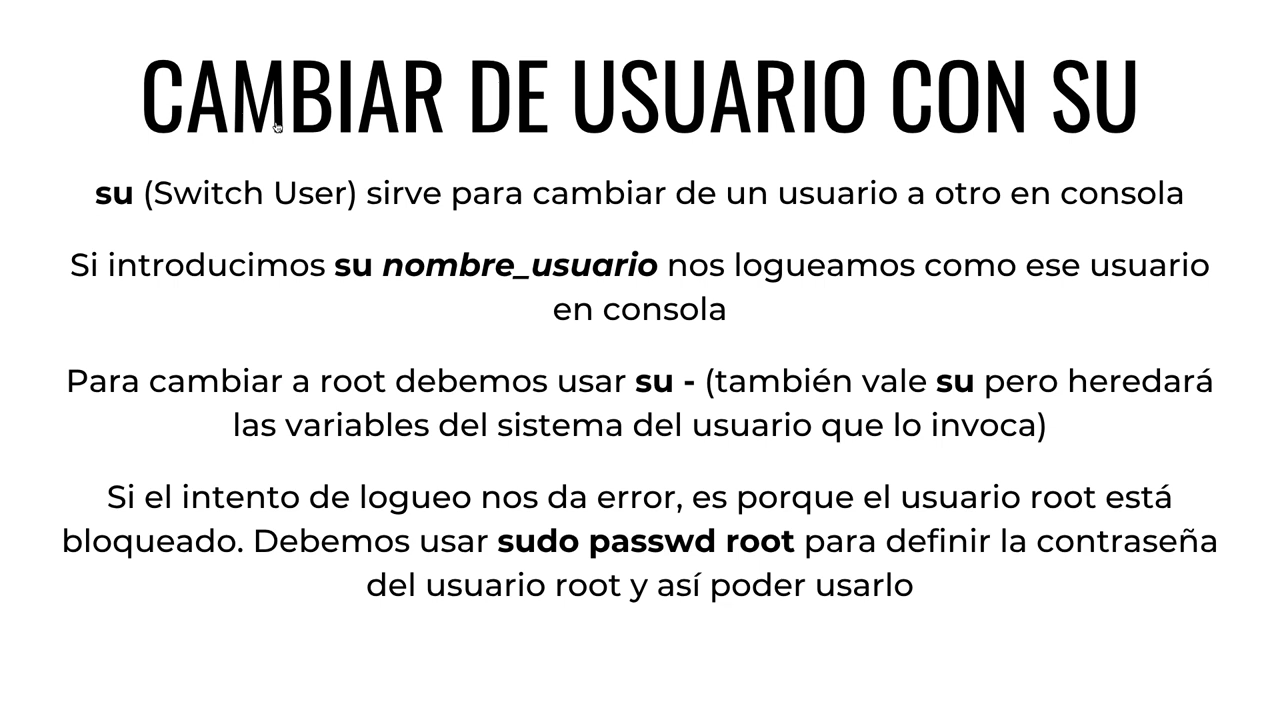 CAMBIAR DE USUARIO CON SU
su (Switch User) sirve para cambiar de un usuario a otro en consola
Si introducimos su nombre_usuario nos logueamos como ese usuario
en consola
Para cambiar a root debemos usar su - (también vale su pero heredará
las variables del sistema del usuario que lo invoca)
Si el intento de logueo nos da error, es porque el usuario root está
bloqueado. Debemos usar sudo passwd root para definir la contraseña
del usuario root y así poder usarlo